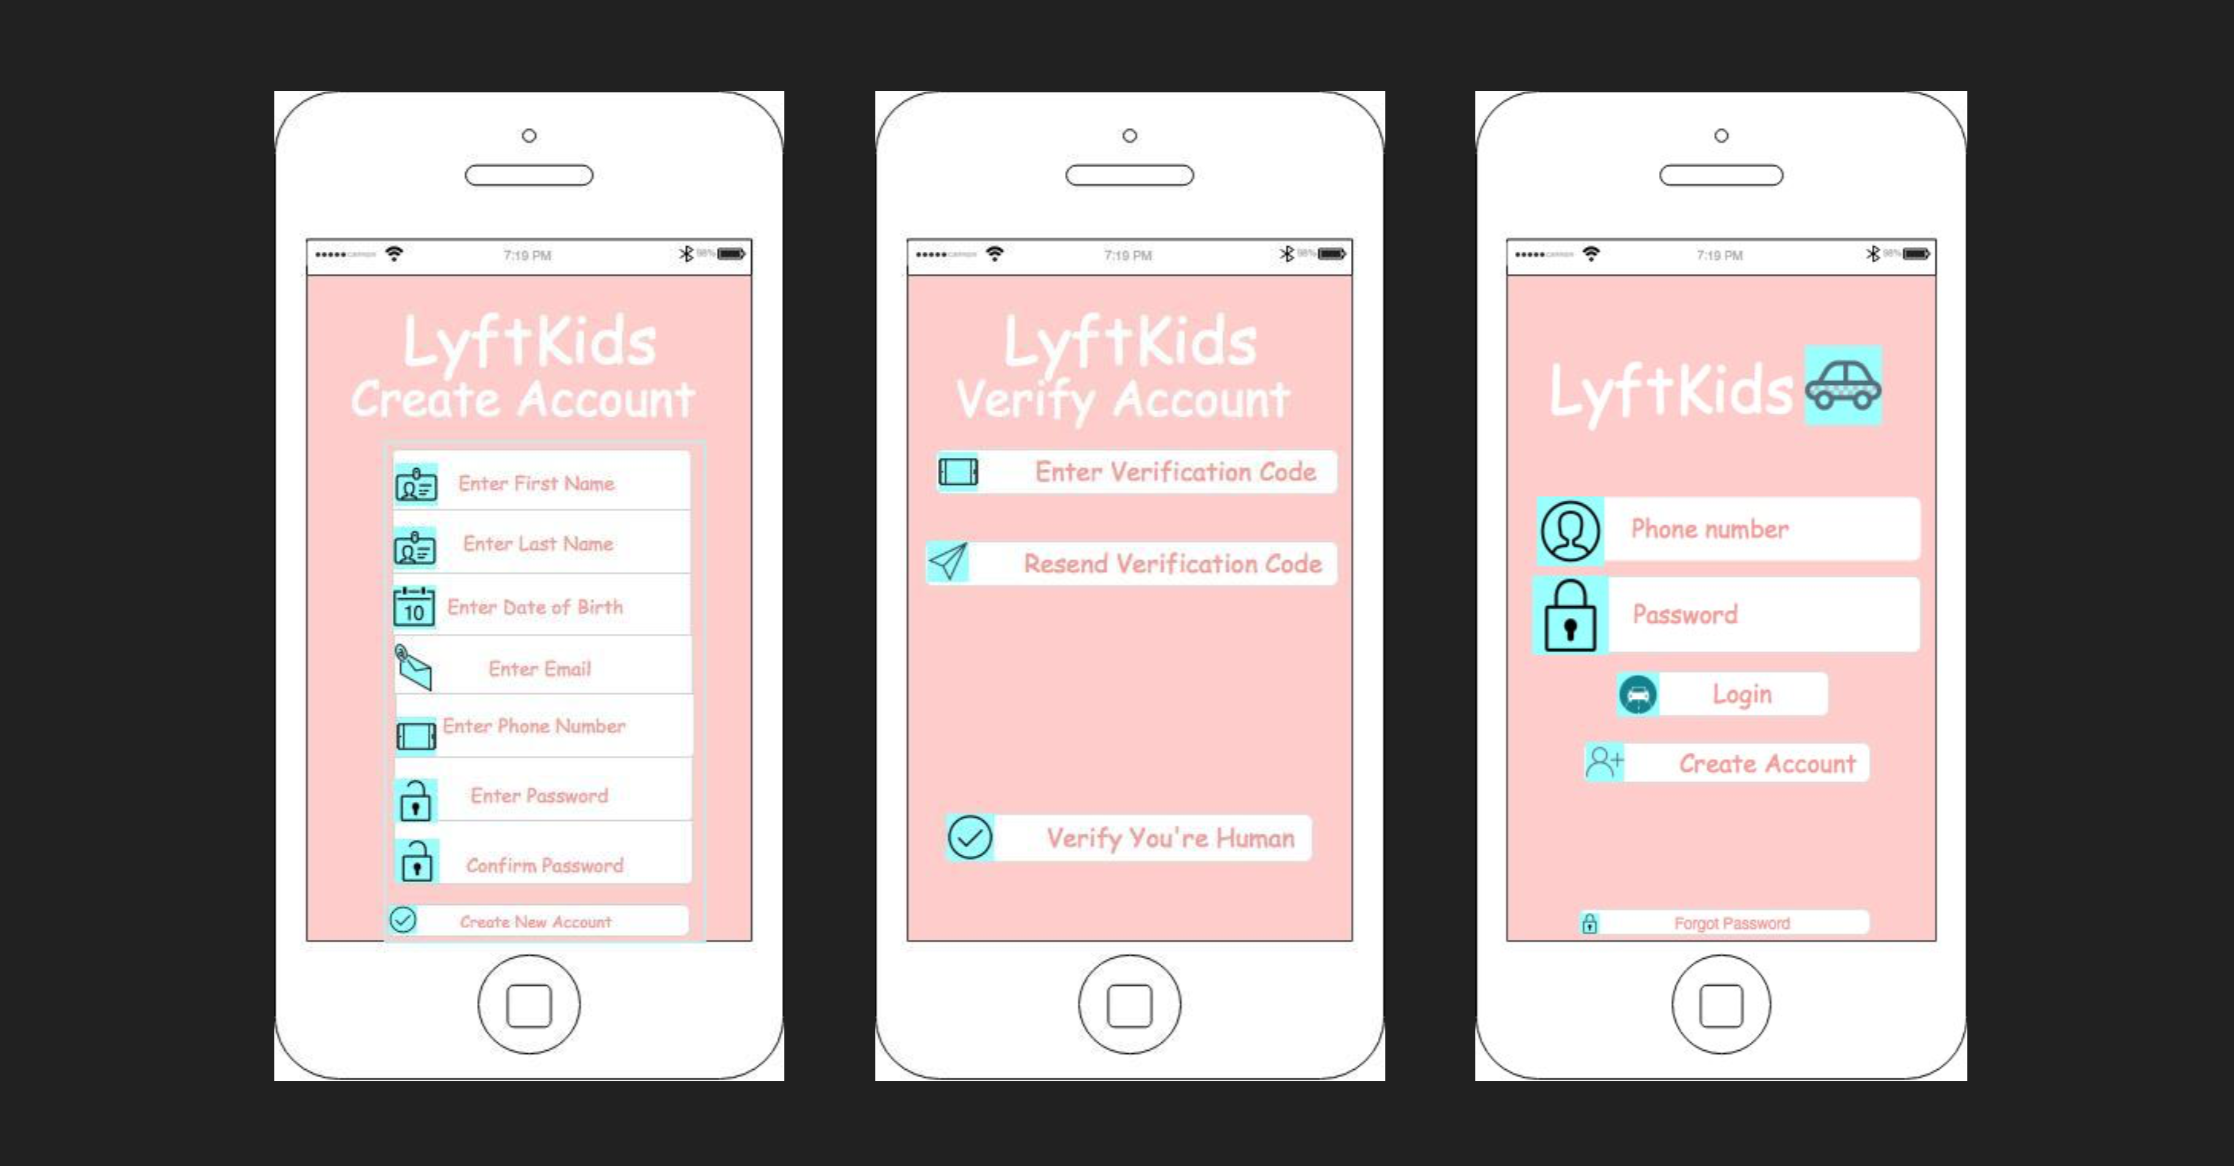 7:19 PM
98%
LyftKids
Create Account
Enter First Name
Enter Last Name
10
Enter Date of Birth
Enter Email
Enter Phone Number
Enter Password
Confirm Password
Create New Account
7:19 PM
98%
LyftKids
Verify Account
Enter Verification Code
Resend Verification Code
Verify You're Human
7:19 PM
98%
LyftKids
Phone number
Password
Login
Create Account
Forgot Password